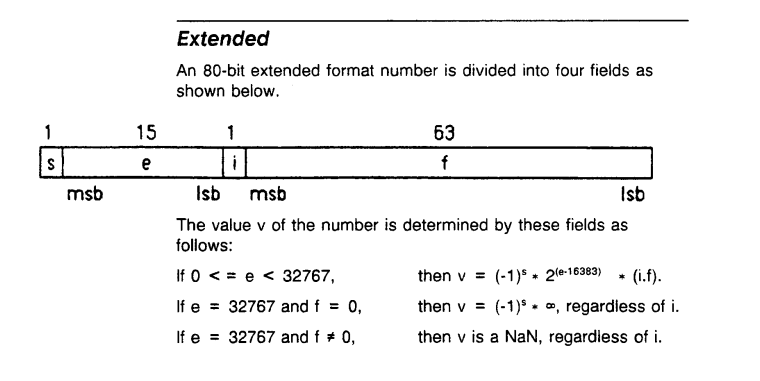 Extended
An 80-bit extended format number is divided into four fields as
shown below.
1 15 1 63
s e i f
msb lsb msb lsb
The value v of the number is determined by these fields as
follows:
If 0 < = e < 32767, then v = (-1)ˢ * 2⁽ᵉ⁻¹⁶³⁸³⁾ * (i.f).
If e = 32767 and f = 0, then v = (-1)ˢ * ∞, regardless of i.
If e = 32767 and f ≠ 0, then v is a NaN, regardless of i.